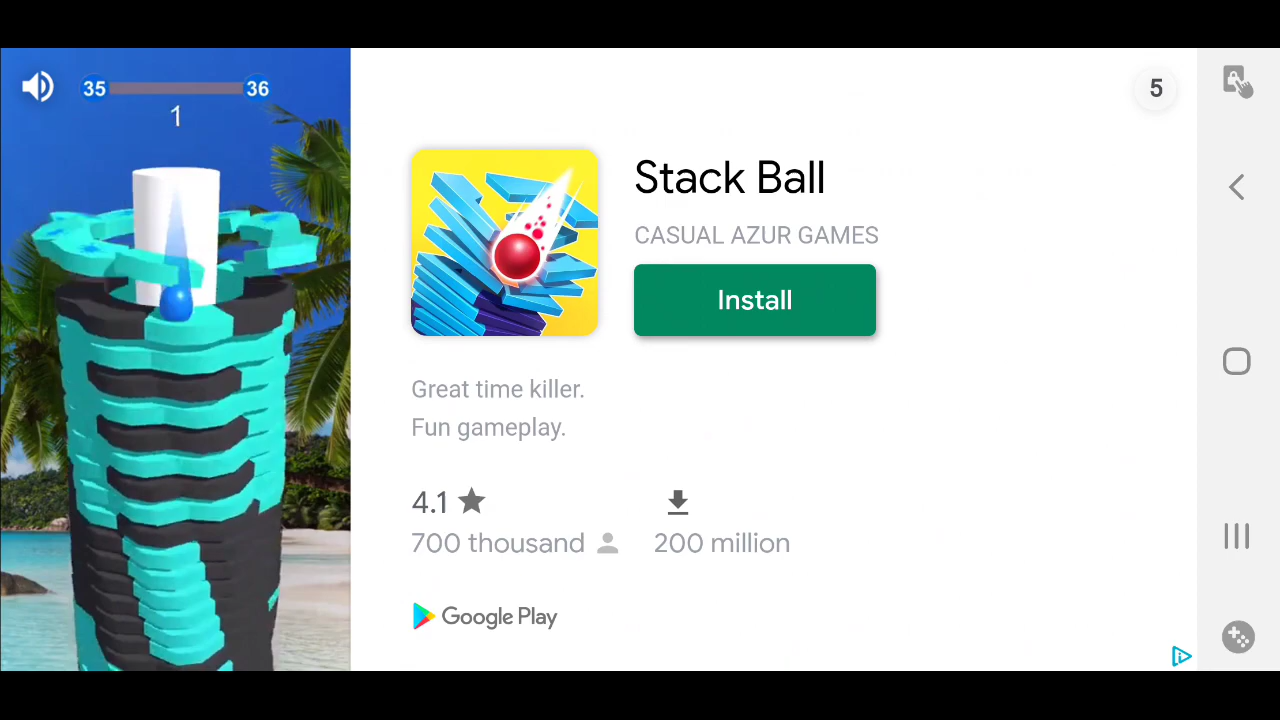 35
36
1
5
Stack Ball
CASUAL AZUR GAMES
Install
Great time killer.
Fun gameplay.
4.1
700 thousand
200 million
Google Play